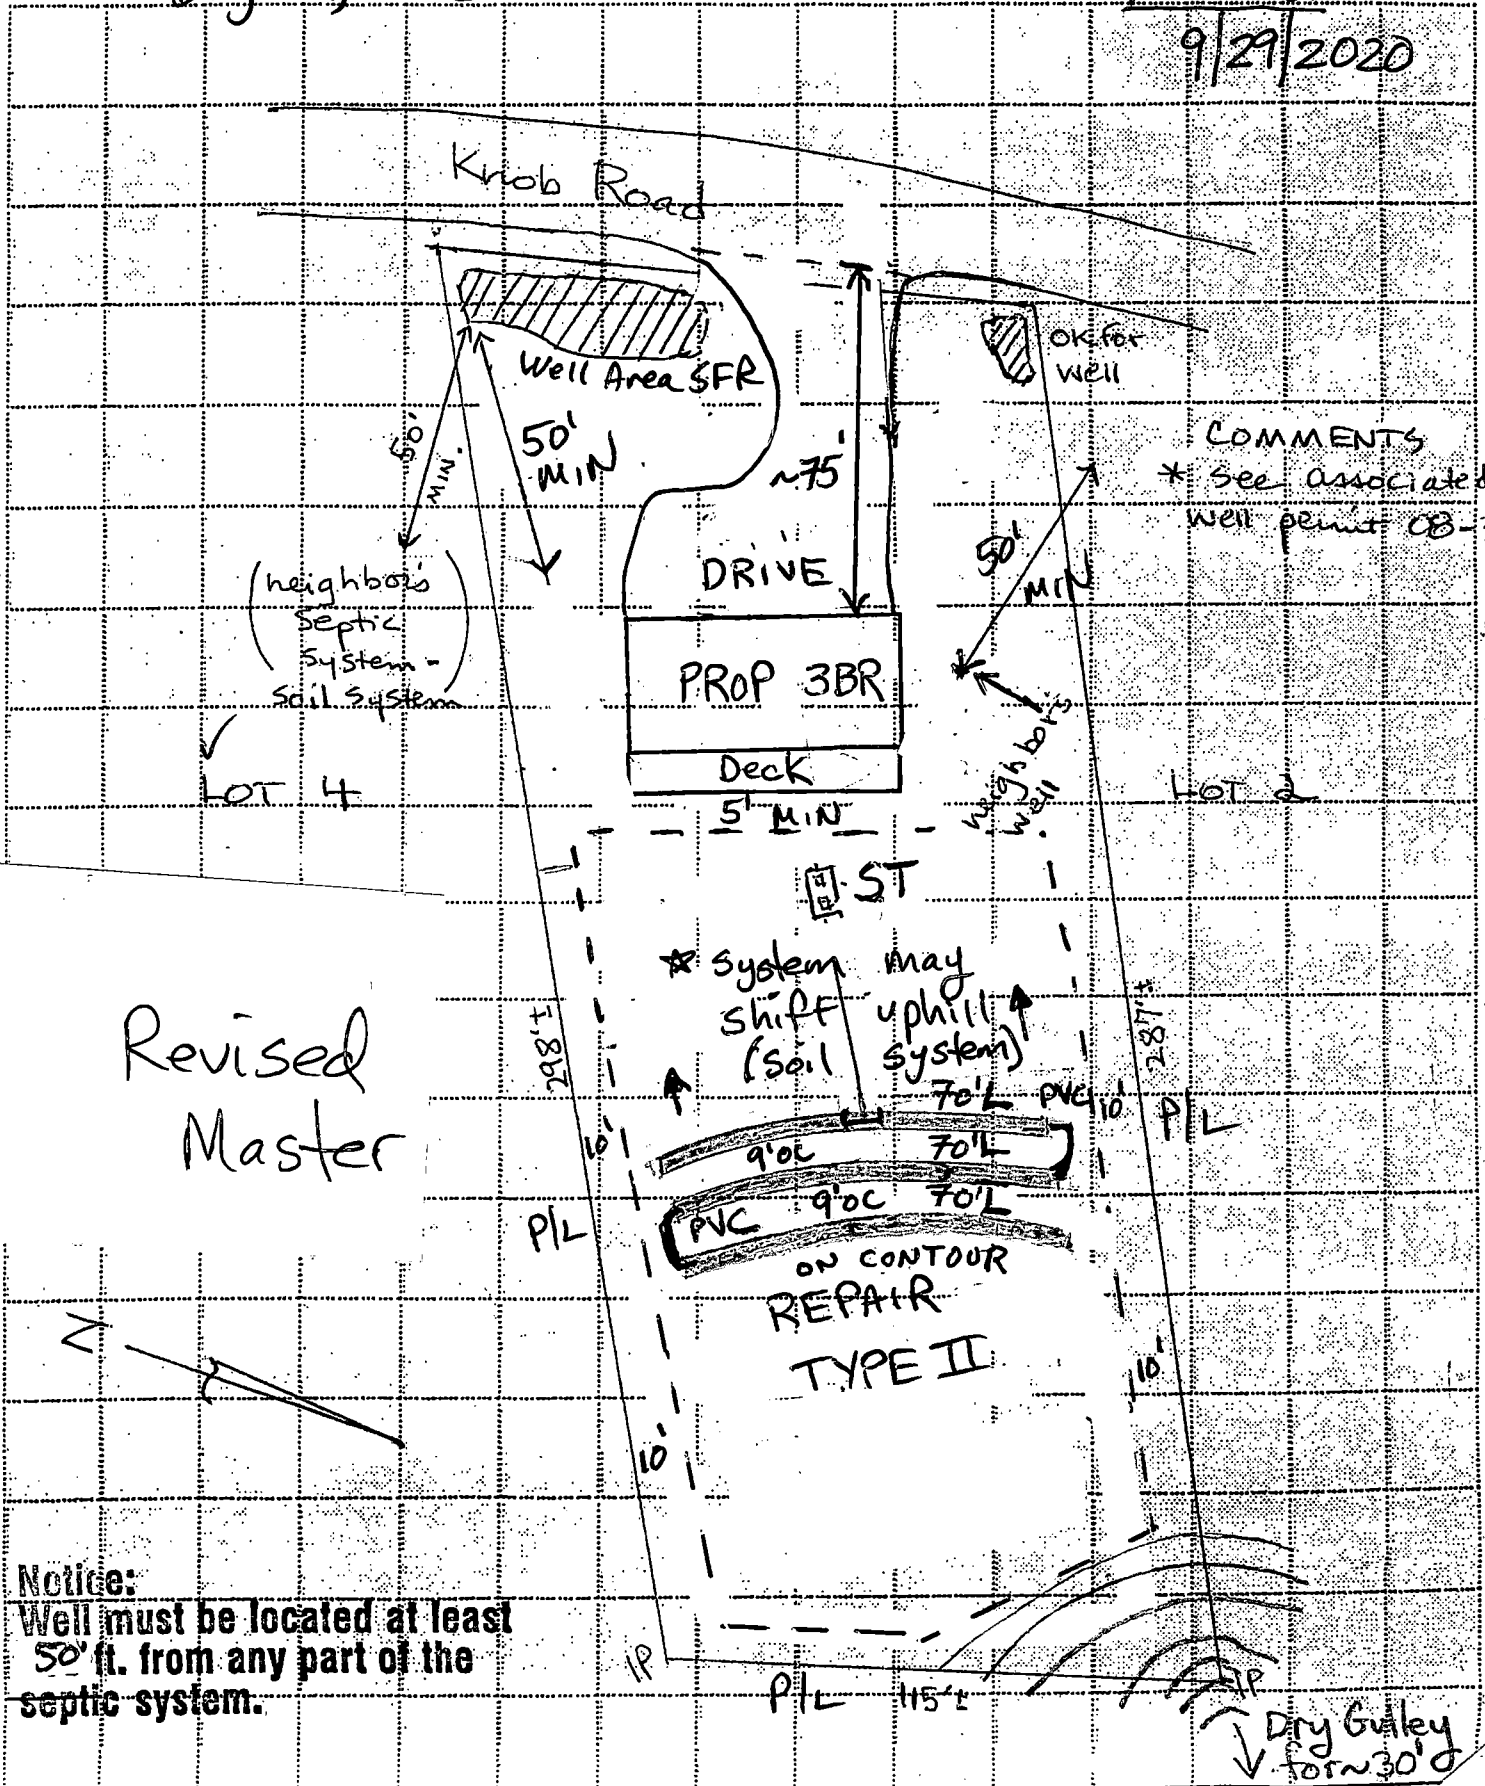 9/29/2020
Knob Road
Well Area SFR
OK for
well
50'
MIN.
50'
MIN
~75'
COMMENTS
* See associated
well permit 08-
DRIVE
50'
MIN
(neighbor's
septic
system -
soil system)
PROP 3BR
Deck
5' MIN
neighbor's
well
LOT 4
LOT 2
ST
* System may
shift uphill
(soil system)
298'±
287'±
Revised
Master
70'L PVC 10' P/L
10' 9'OC 70'L
P/L PVC 9'OC 70'L
ON CONTOUR
REPAIR
TYPE II
N
10'
10'
Notice:
Well must be located at least
50' ft. from any part of the
septic system.
IP
P/L 115'±
IP
Dry Gulley
for ~30'